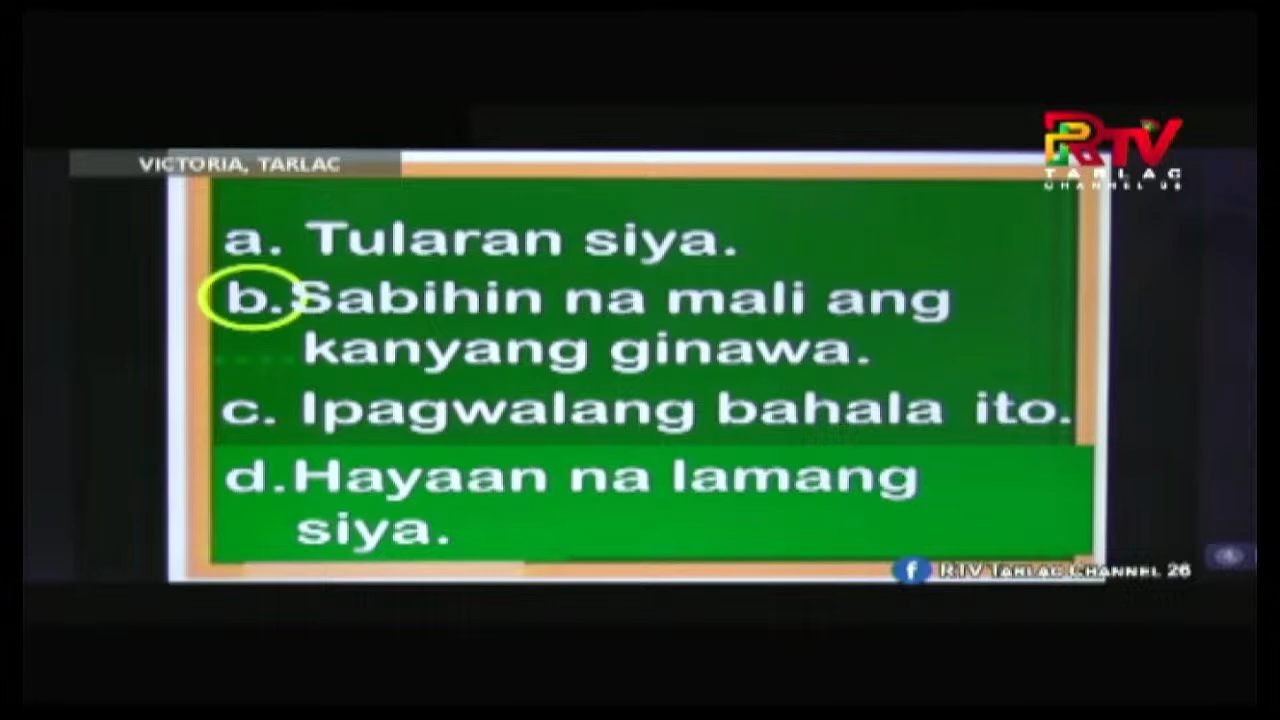 VICTORIA, TARLAC
RTV
TARLAC
CHANNEL 26
a. Tularan siya.
b. Sabihin na mali ang
kanyang ginawa.
c. Ipagwalang bahala ito.
d. Hayaan na lamang
siya.
f RTV Tarlac Channel 26